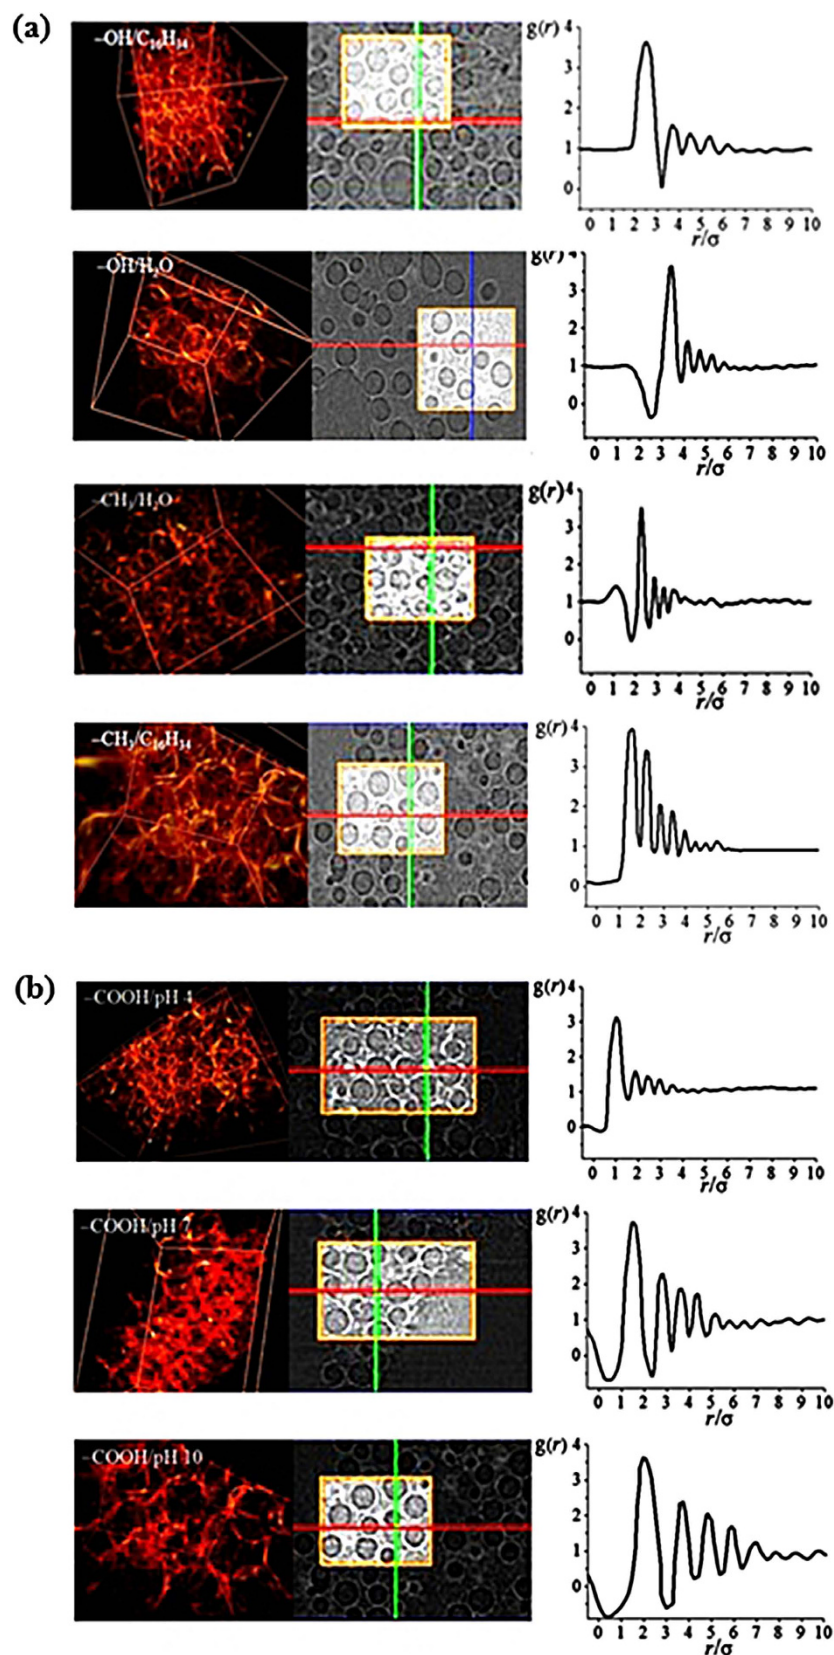 (a)
–OH/C₁₆H₃₄
g(r) 4
3
2
1
0
0 1 2 3 4 5 6 7 8 9 10
r/σ
–OH/H₂O
g(r) 4
3
2
1
0
0 1 2 3 4 5 6 7 8 9 10
r/σ
–CH₃/H₂O
g(r) 4
3
2
1
0
0 1 2 3 4 5 6 7 8 9 10
r/σ
–CH₃/C₁₆H₃₄
g(r) 4
3
2
1
0
0 1 2 3 4 5 6 7 8 9 10
r/σ
(b)
–COOH/pH 4
g(r) 4
3
2
1
0
0 1 2 3 4 5 6 7 8 9 10
r/σ
–COOH/pH 7
g(r) 4
3
2
1
0
0 1 2 3 4 5 6 7 8 9 10
r/σ
–COOH/pH 10
g(r) 4
3
2
1
0
0 1 2 3 4 5 6 7 8 9 10
r/σ